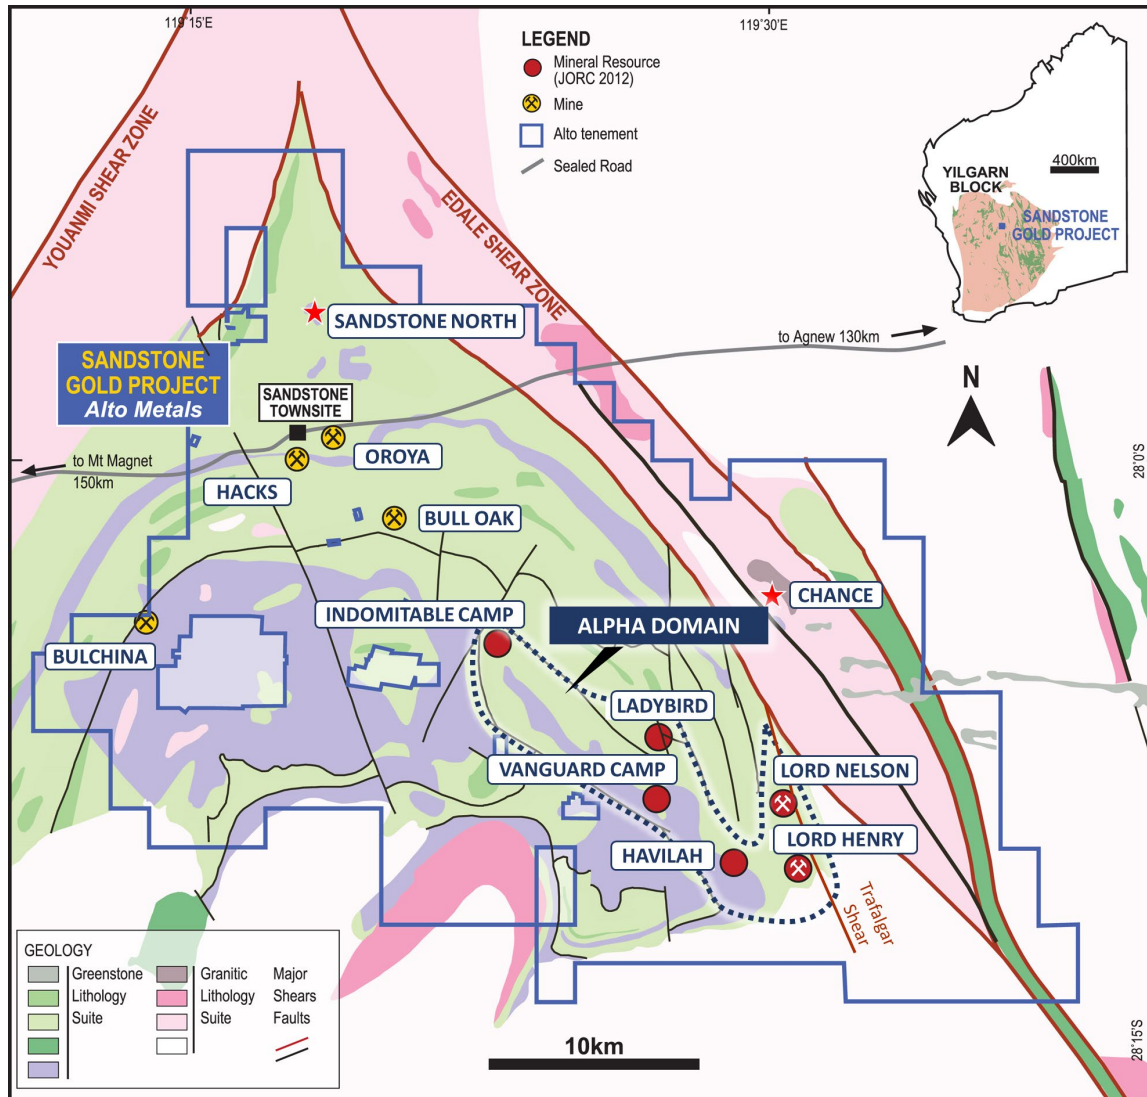 119°15'E
119°30'E
LEGEND
Mineral Resource
(JORC 2012)
Mine
Alto tenement
Sealed Road
400km
YILGARN
BLOCK
SANDSTONE
GOLD PROJECT
YOUANMI SHEAR ZONE
EDALE SHEAR ZONE
SANDSTONE NORTH
to Agnew 130km
SANDSTONE
GOLD PROJECT
Alto Metals
SANDSTONE
TOWNSITE
N
to Mt Magnet
150km
OROYA
28°0'S
HACKS
BULL OAK
CHANCE
INDOMITABLE CAMP
ALPHA DOMAIN
BULCHINA
LADYBIRD
VANGUARD CAMP
LORD NELSON
HAVILAH
LORD HENRY
Trafalgar
Shear
GEOLOGY
Greenstone
Lithology
Suite
Granitic
Lithology
Suite
Major
Shears
Faults
10km
28°15'S